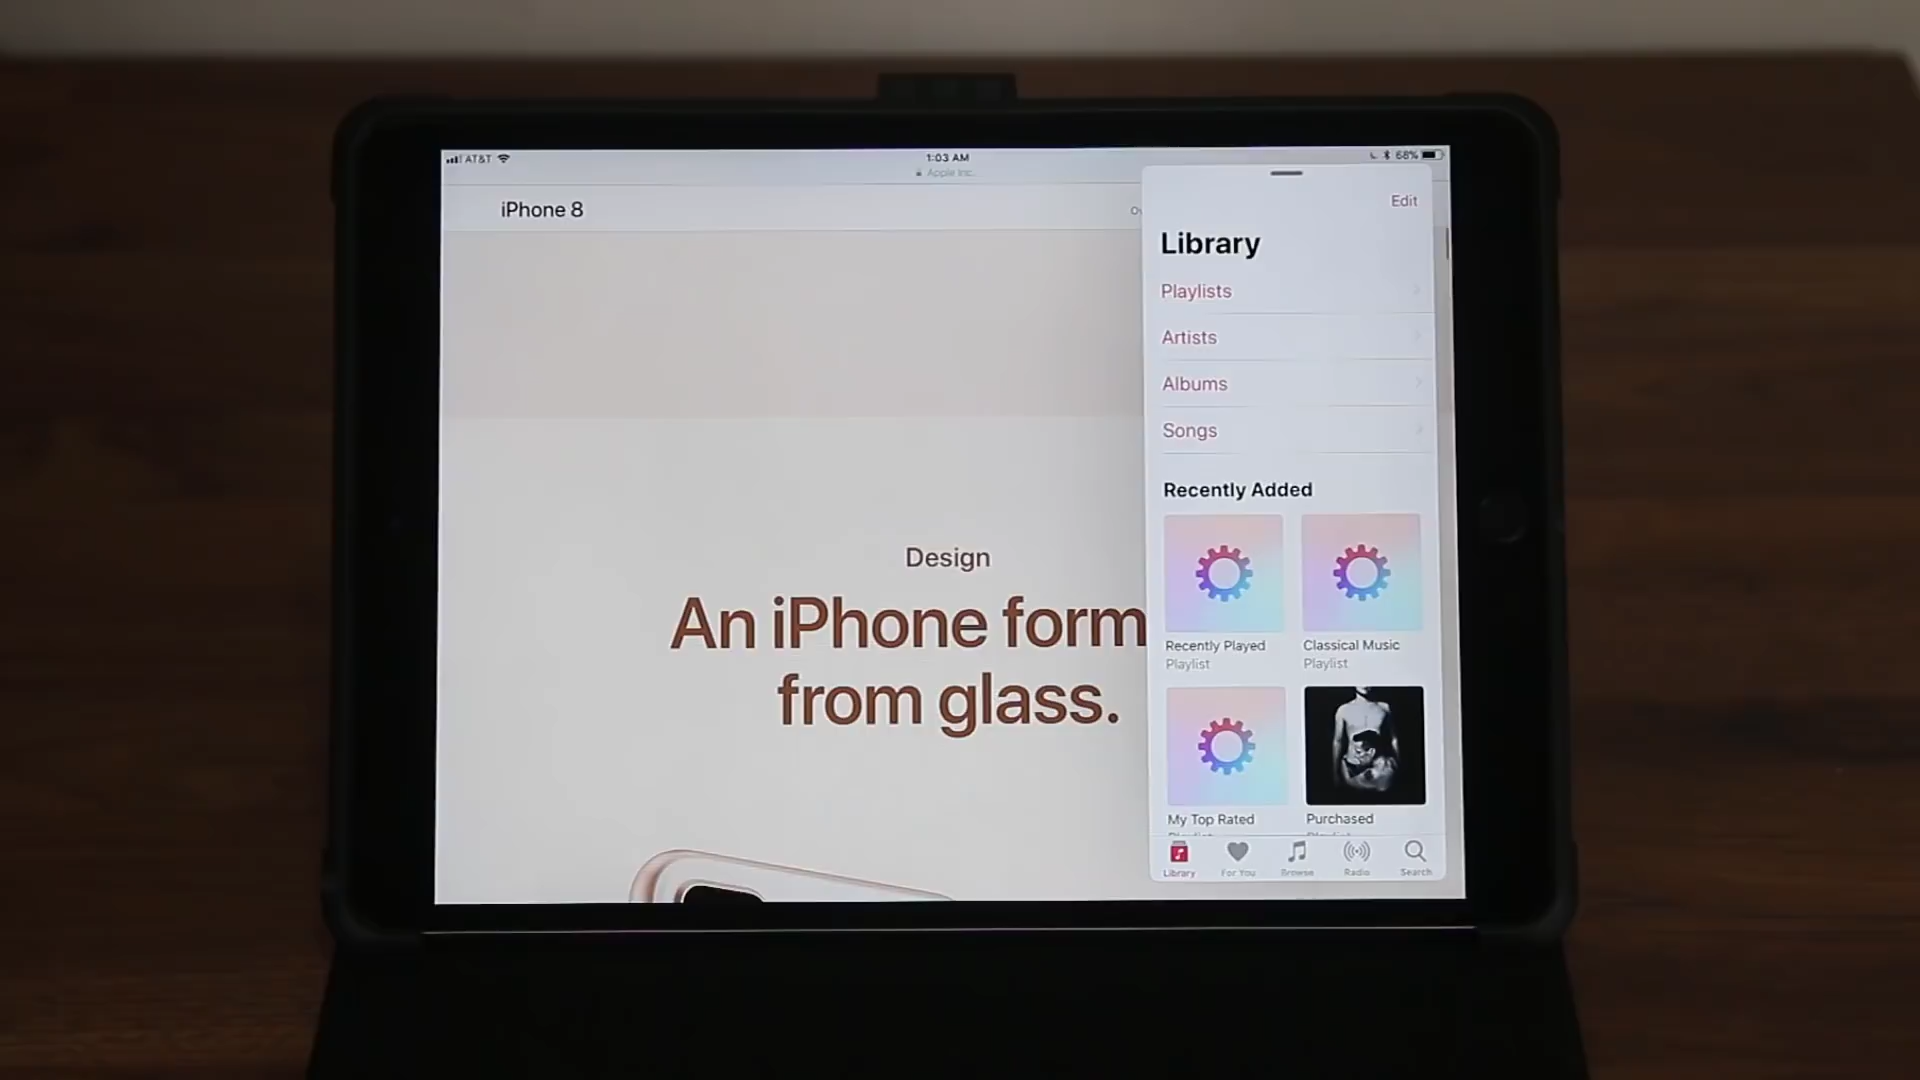 AT&T
1:03 AM
68%
Apple Inc.
iPhone 8
Edit
Library
Playlists
Artists
Albums
Songs
Design
An iPhone form
from glass.
Recently Added
Recently Played
Playlist
Classical Music
Playlist
My Top Rated
Purchased
Library
For You
Browse
Radio
Search